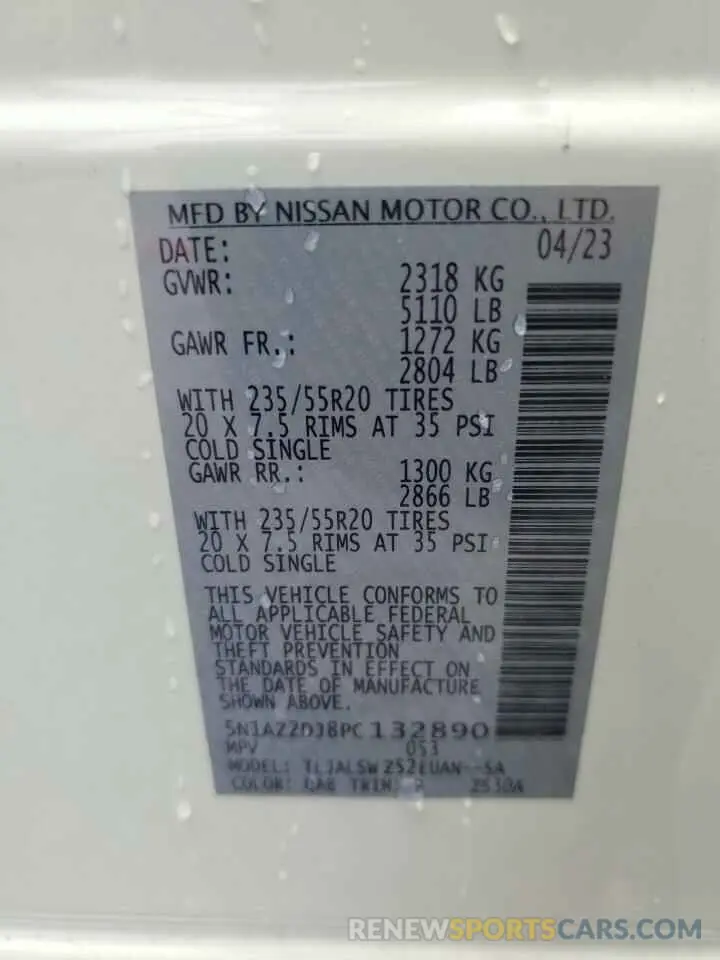 MFD BY NISSAN MOTOR CO., LTD.
DATE: 04/23
GVWR: 2318 KG
5110 LB
GAWR FR.: 1272 KG
2804 LB
WITH 235/55R20 TIRES
20 X 7.5 RIMS AT 35 PSI
COLD SINGLE
GAWR RR.: 1300 KG
2866 LB
WITH 235/55R20 TIRES
20 X 7.5 RIMS AT 35 PSI
COLD SINGLE
THIS VEHICLE CONFORMS TO
ALL APPLICABLE FEDERAL
MOTOR VEHICLE SAFETY AND
THEFT PREVENTION
STANDARDS IN EFFECT ON
THE DATE OF MANUFACTURE
SHOWN ABOVE.
132890
MPV 053
MODEL:
COLOR: TRIM:
RENEWSPORTSCARS.COM